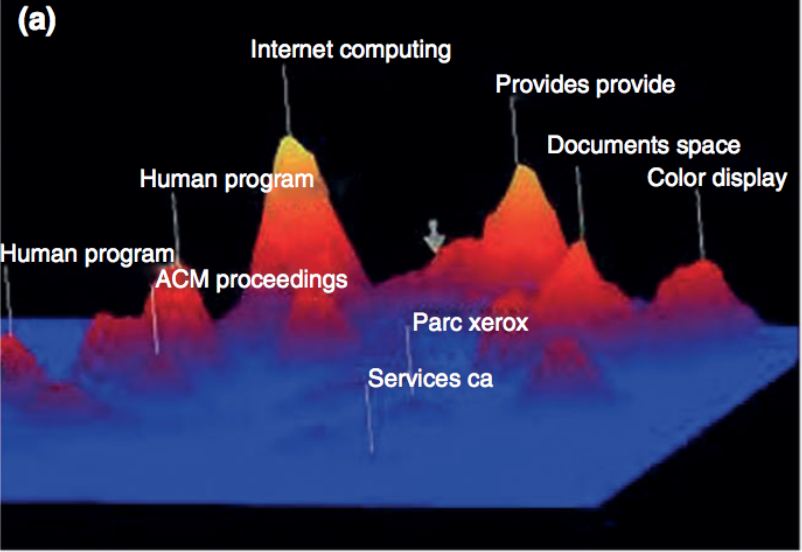 (a)
Internet computing
Provides provide
Documents space
Human program
Color display
Human program
ACM proceedings
Parc xerox
Services ca